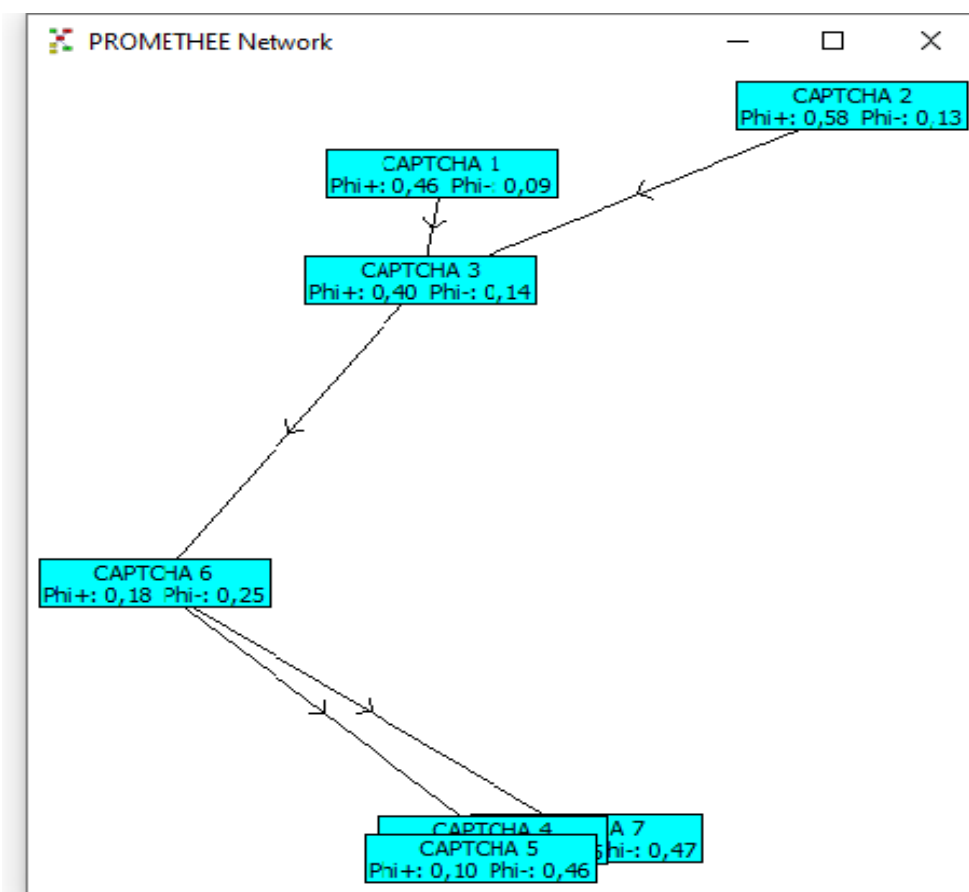 PROMETHEE Network
CAPTCHA 2
Phi+: 0,58 Phi-: 0,13
CAPTCHA 1
Phi+: 0,46 Phi-: 0,09
CAPTCHA 3
Phi+: 0,40 Phi-: 0,14
CAPTCHA 6
Phi+: 0,18 Phi-: 0,25
CAPTCHA 4
A 7
CAPTCHA 5
hi-: 0,47
Phi+: 0,10 Phi-: 0,46